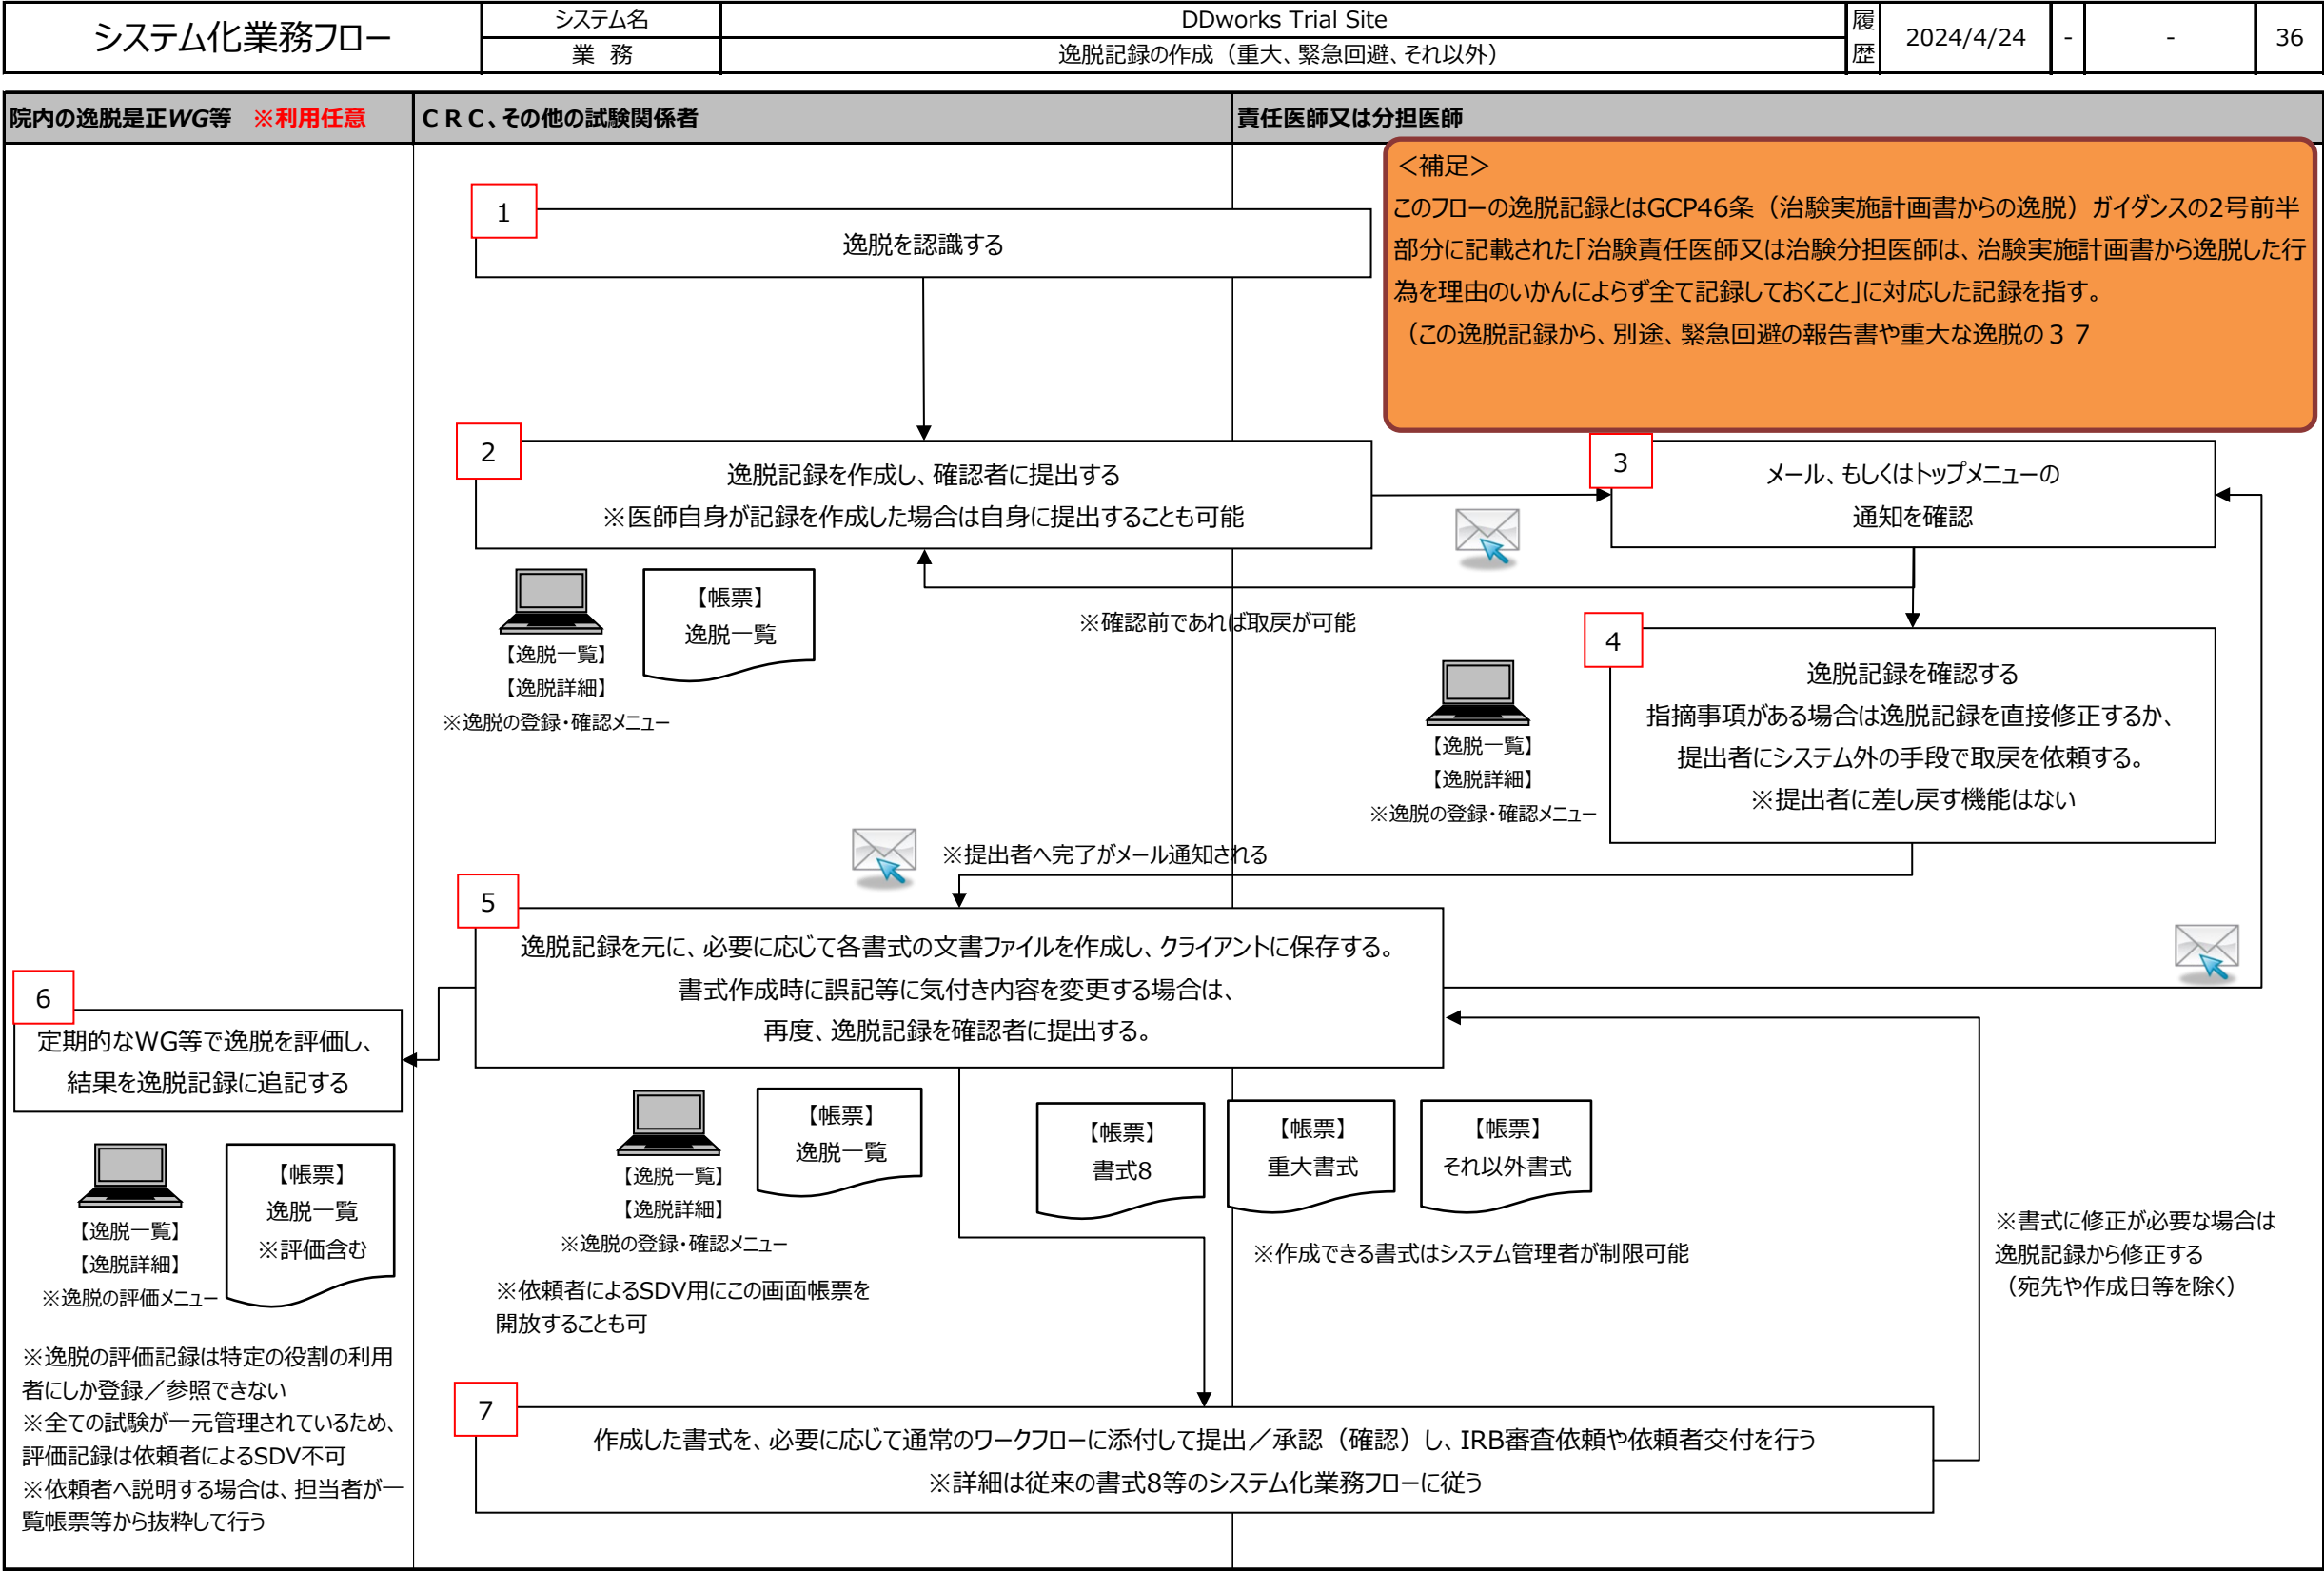 システム化業務フロー
システム名
DDworks Trial Site
業 務
逸脱記録の作成（重大、緊急回避、それ以外）
履歴
2024/4/24
-
-
36
院内の逸脱是正WG等 ※利用任意
ＣＲＣ、その他の試験関係者
責任医師又は分担医師
＜補足＞
このフローの逸脱記録とはGCP46条（治験実施計画書からの逸脱）ガイダンスの2号前半
部分に記載された「治験責任医師又は治験分担医師は、治験実施計画書から逸脱した行
為を理由のいかんによらず全て記録しておくこと」に対応した記録を指す。
（この逸脱記録から、別途、緊急回避の報告書や重大な逸脱の３７
1
逸脱を認識する
2
逸脱記録を作成し、確認者に提出する
※医師自身が記録を作成した場合は自身に提出することも可能
3
メール、もしくはトップメニューの
通知を確認
【逸脱一覧】
【逸脱詳細】
※逸脱の登録・確認メニュー
【帳票】
逸脱一覧
※確認前であれば取戻が可能
4
逸脱記録を確認する
指摘事項がある場合は逸脱記録を直接修正するか、
提出者にシステム外の手段で取戻を依頼する。
※提出者に差し戻す機能はない
【逸脱一覧】
【逸脱詳細】
※逸脱の登録・確認メニュー
※提出者へ完了がメール通知される
5
逸脱記録を元に、必要に応じて各書式の文書ファイルを作成し、クライアントに保存する。
書式作成時に誤記等に気付き内容を変更する場合は、
再度、逸脱記録を確認者に提出する。
6
定期的なWG等で逸脱を評価し、
結果を逸脱記録に追記する
【逸脱一覧】
【逸脱詳細】
※逸脱の評価メニュー
【帳票】
逸脱一覧
※評価含む
【逸脱一覧】
【逸脱詳細】
※逸脱の登録・確認メニュー
【帳票】
逸脱一覧
【帳票】
書式8
【帳票】
重大書式
【帳票】
それ以外書式
※作成できる書式はシステム管理者が制限可能
※依頼者によるSDV用にこの画面帳票を
開放することも可
※書式に修正が必要な場合は
逸脱記録から修正する
（宛先や作成日等を除く）
※逸脱の評価記録は特定の役割の利用
者にしか登録／参照できない
※全ての試験が一元管理されているため、
評価記録は依頼者によるSDV不可
※依頼者へ説明する場合は、担当者が一
覧帳票等から抜粋して行う
7
作成した書式を、必要に応じて通常のワークフローに添付して提出／承認（確認）し、IRB審査依頼や依頼者交付を行う
※詳細は従来の書式8等のシステム化業務フローに従う